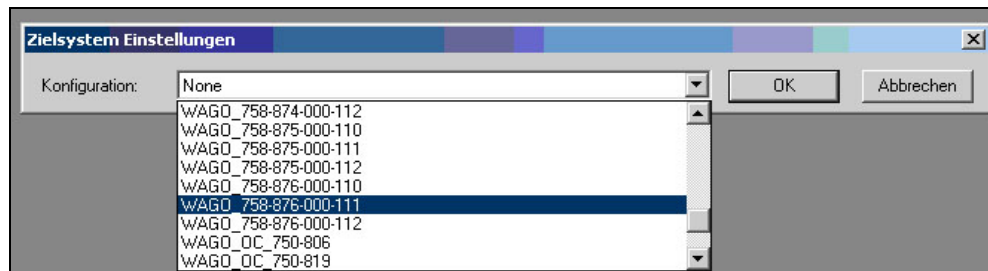 Zielsystem Einstellungen
Konfiguration: None OK Abbrechen
WAGO_758-874-000-112
WAGO_758-875-000-110
WAGO_758-875-000-111
WAGO_758-875-000-112
WAGO_758-876-000-110
WAGO_758-876-000-111
WAGO_758-876-000-112
WAGO_OC_750-806
WAGO_OC_750-819